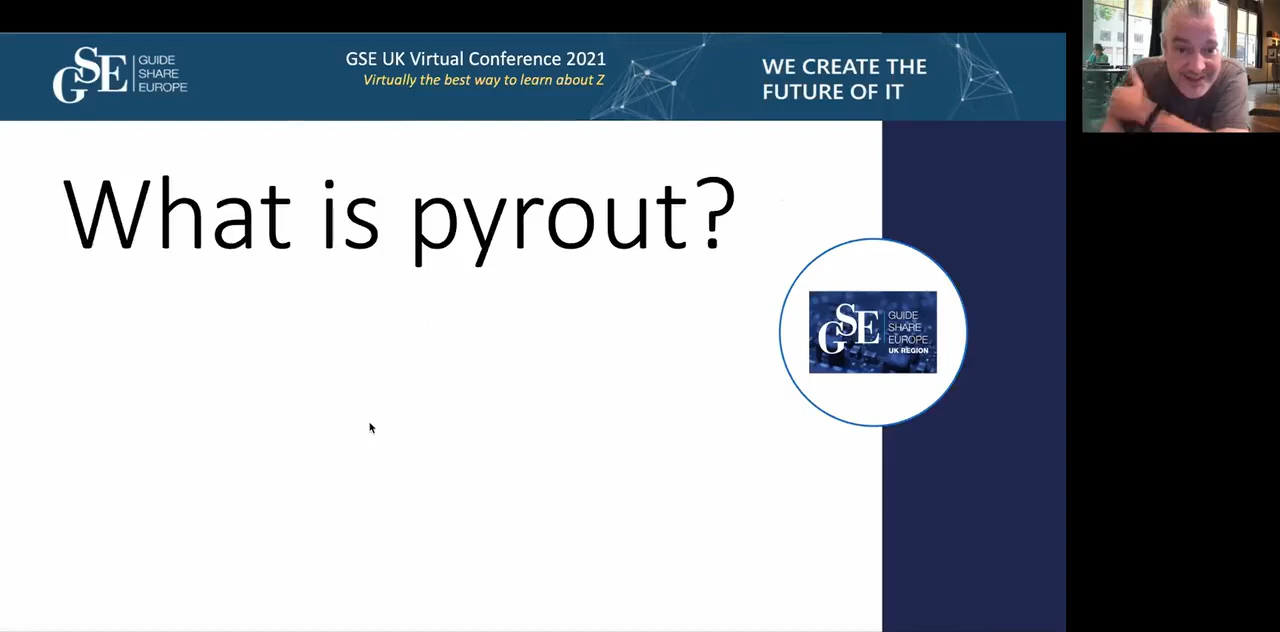 GSE
GUIDE
SHARE
EUROPE
GSE UK Virtual Conference 2021
Virtually the best way to learn about Z
WE CREATE THE
FUTURE OF IT
What is pyrout?
GSE
GUIDE
SHARE
EUROPE
UK REGION